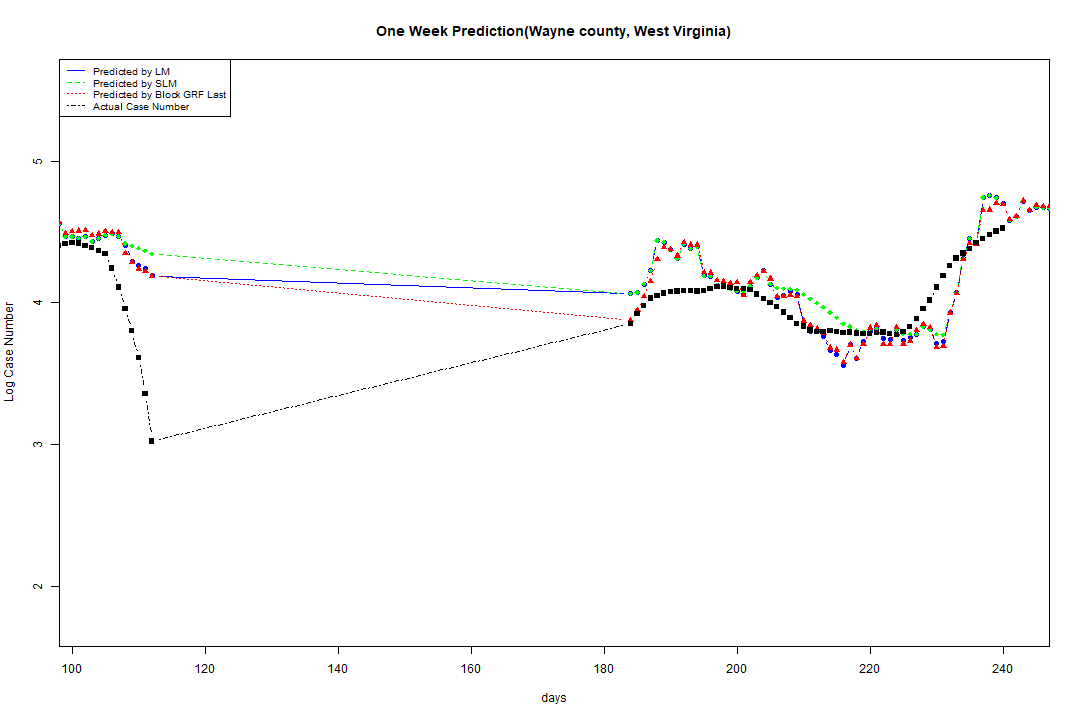 One Week Prediction(Wayne county, West Virginia)
Predicted by LM
Predicted by SLM
Predicted by Block GRF Last
Actual Case Number
5
4
3
2
Log Case Number
100 120 140 160 180 200 220 240
days